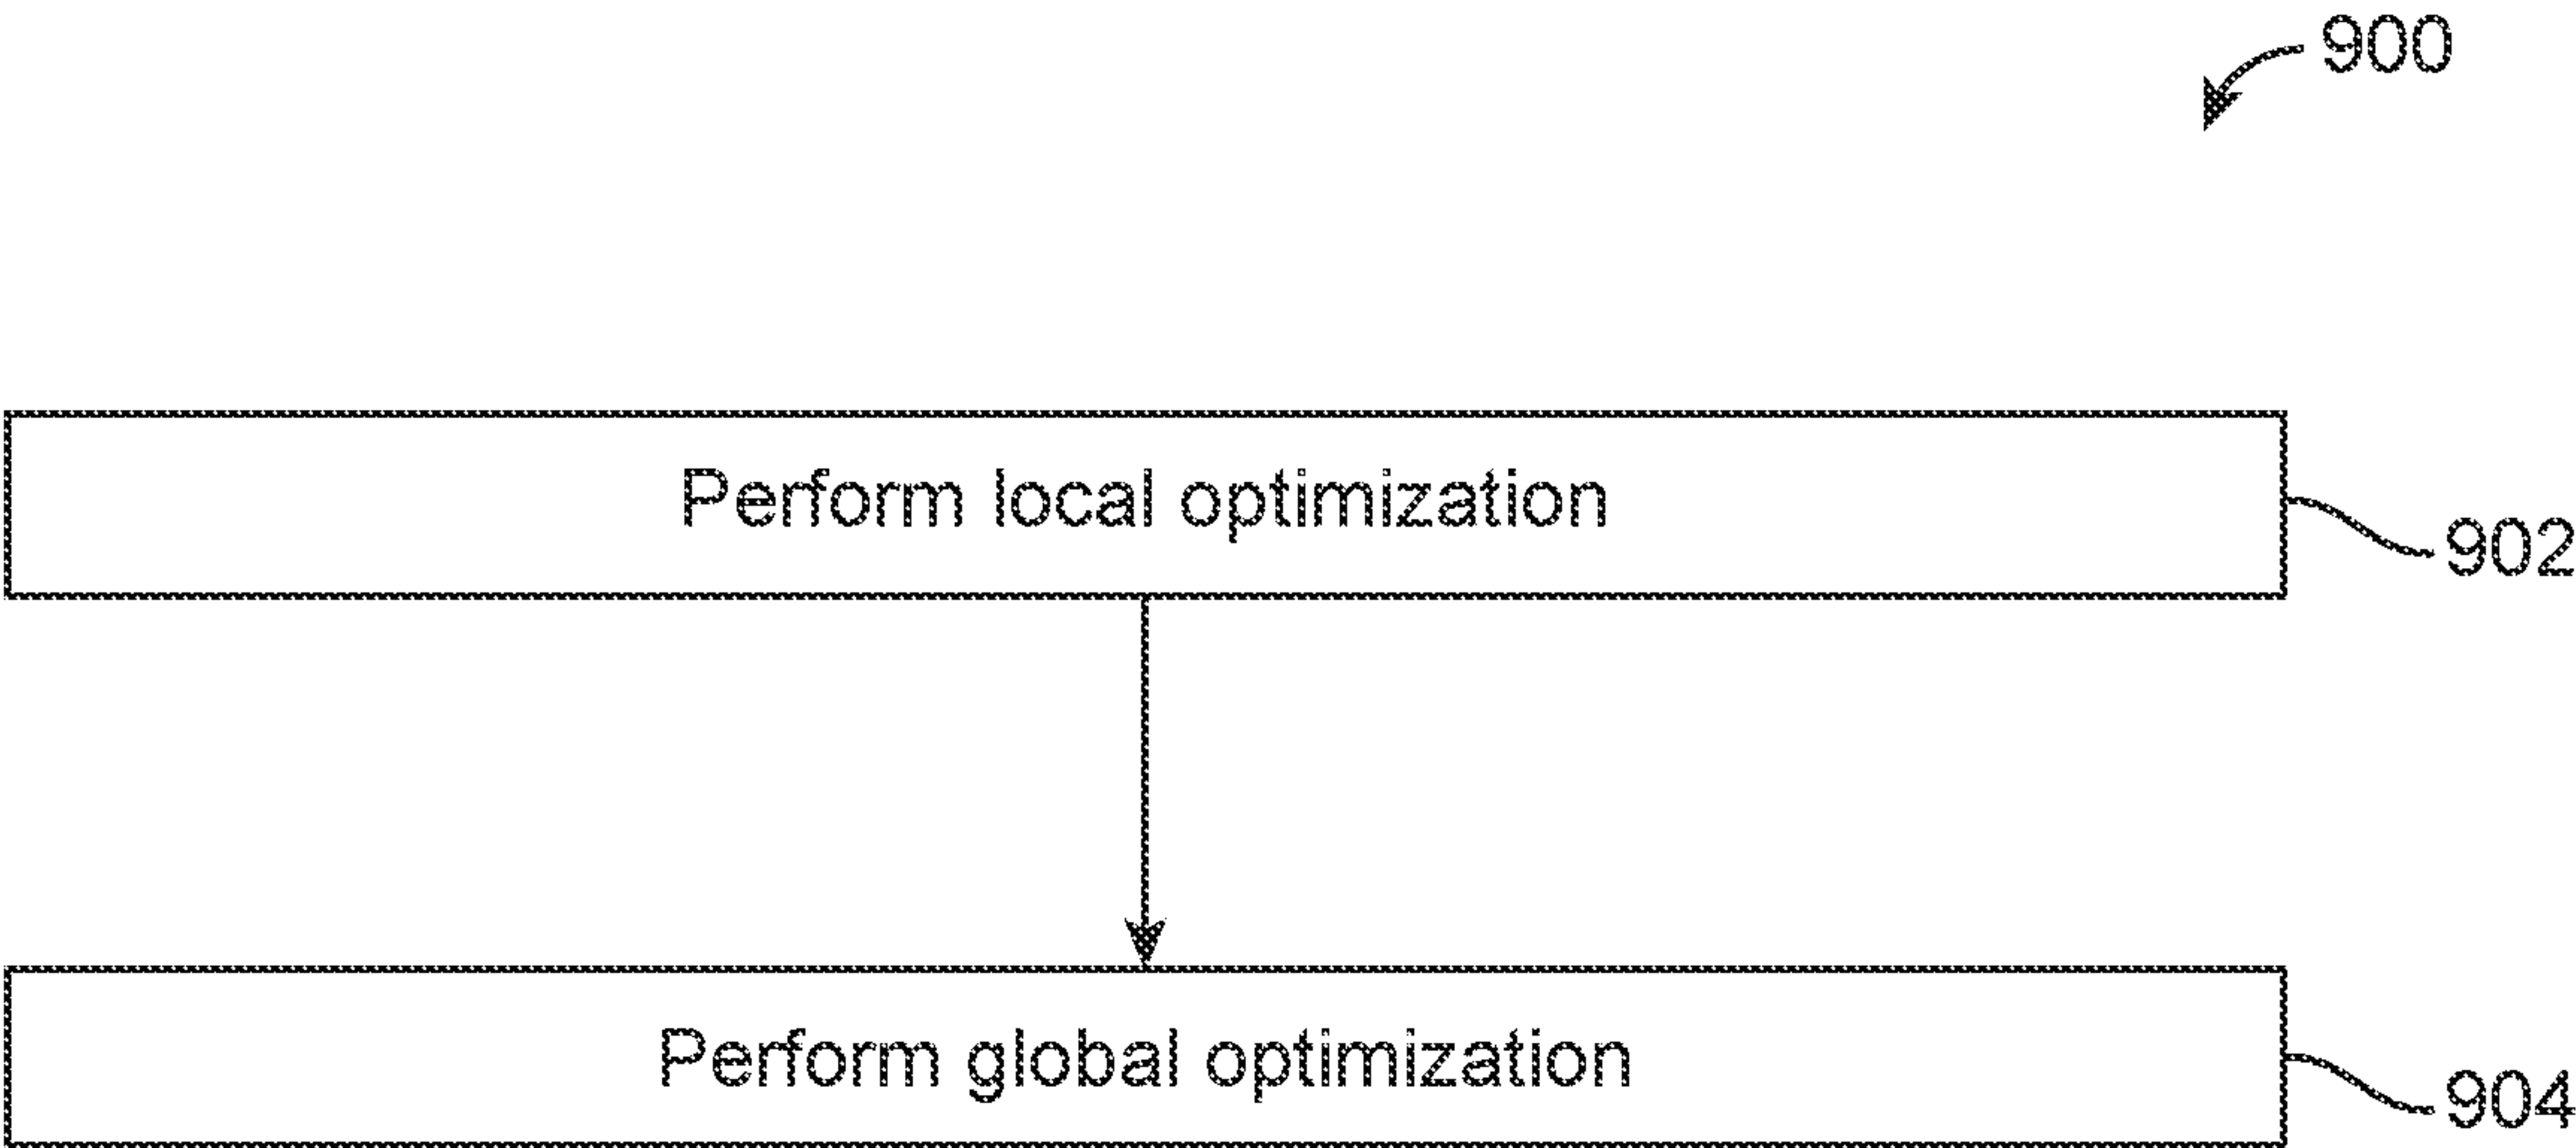 900
Perform local optimization
902
Perform global optimization
904